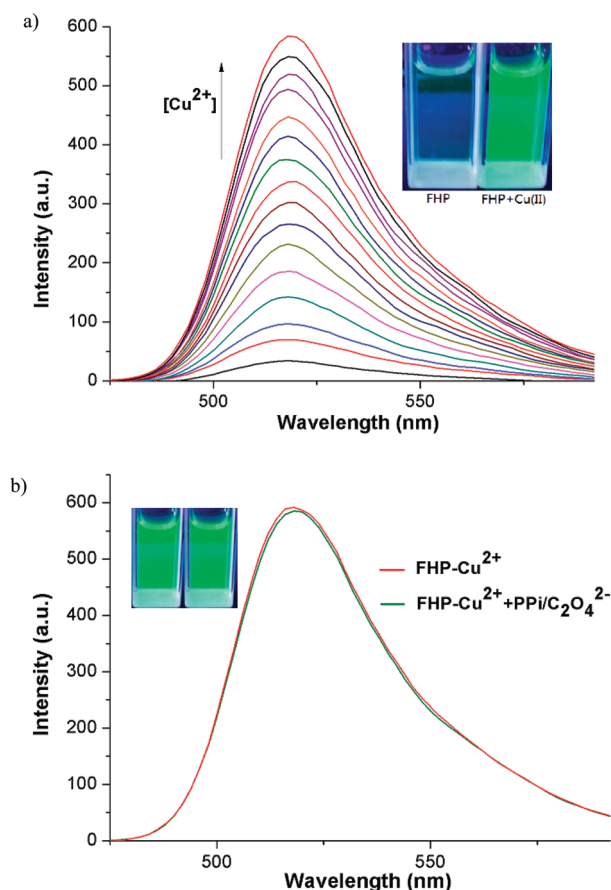 a)
600
500
400
300
200
100
0
[Cu²⁺]
FHP
FHP+Cu(II)
Intensity (a.u.)
500
550
Wavelength (nm)
b)
600
500
400
300
200
100
0
FHP-Cu²⁺
FHP-Cu²⁺+PPi/C₂O₄²⁻
Intensity (a.u.)
500
550
Wavelength (nm)